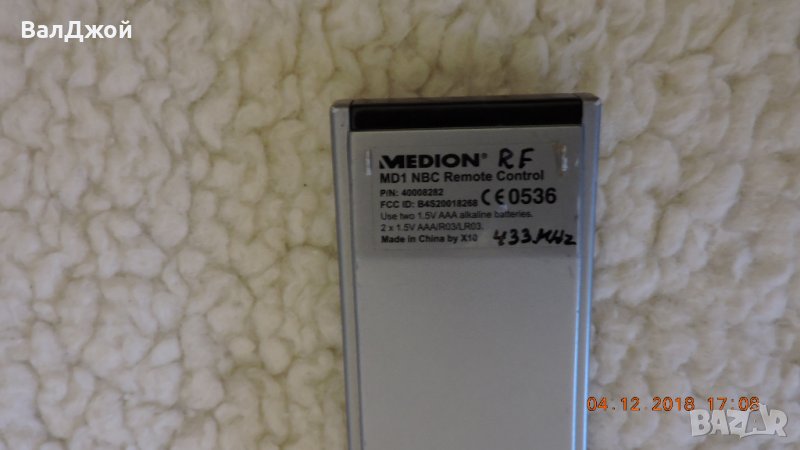 ВалДжой
MEDION® RF
MD1 NBC Remote Control
P/N: 40008282
FCC ID: B4S20018268 CE0536
Use two 1.5V AAA alkaline batteries.
2 x 1.5V AAA/R03/LR03.
Made in China by X10 433MHz
04.12.2018 17:08
BAZAR